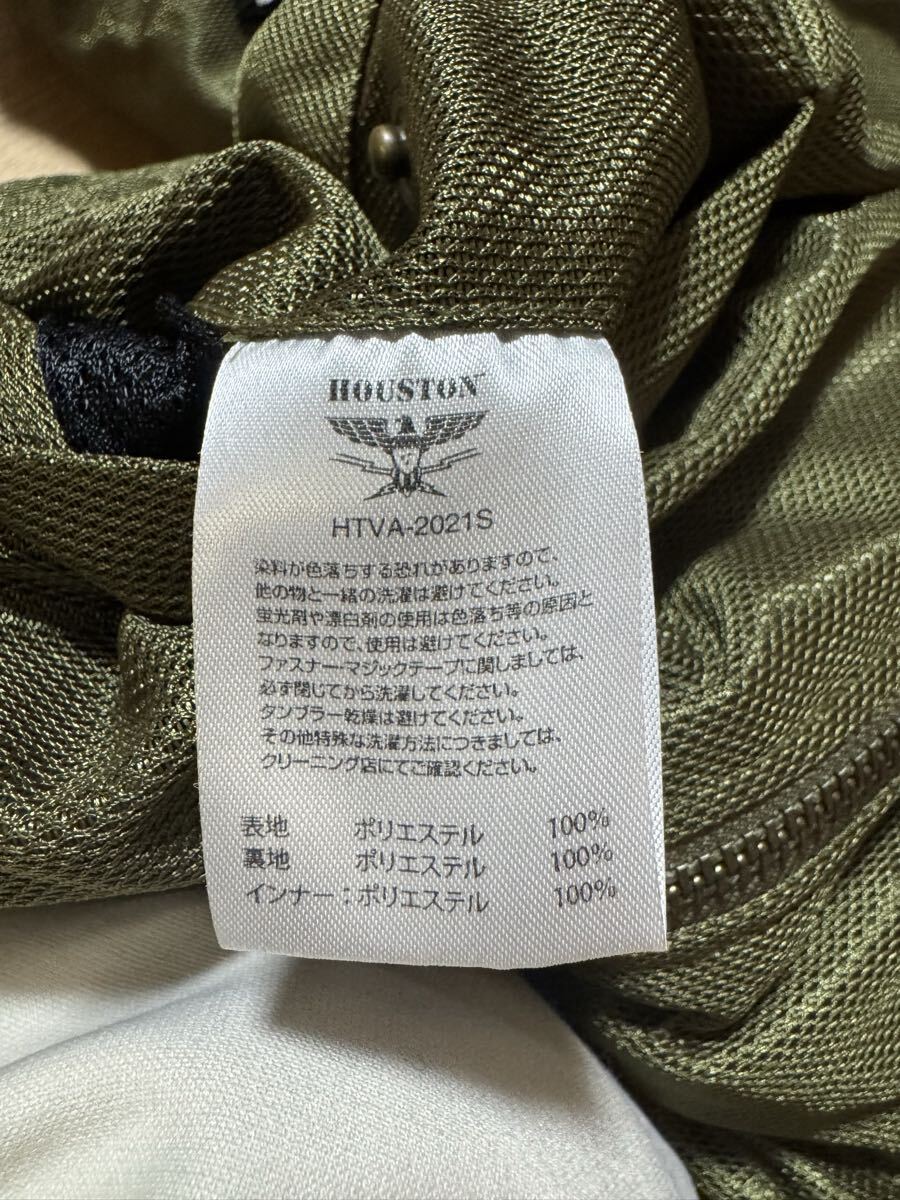 HOUSTON
HTVA-2021S
染料が色落ちする恐れがありますので、
他の物と一緒の洗濯は避けてください。
蛍光剤や漂白剤の使用は色落ち等の原因と
なりますので、使用は避けてください。
ファスナー・マジックテープに関しましては、
必ず閉じてから洗濯してください。
タンブラー乾燥は避けてください。
その他特殊な洗濯方法につきましては、
クリーニング店にてご確認ください。
表地 ポリエステル 100%
裏地 ポリエステル 100%
インナー：ポリエステル 100%